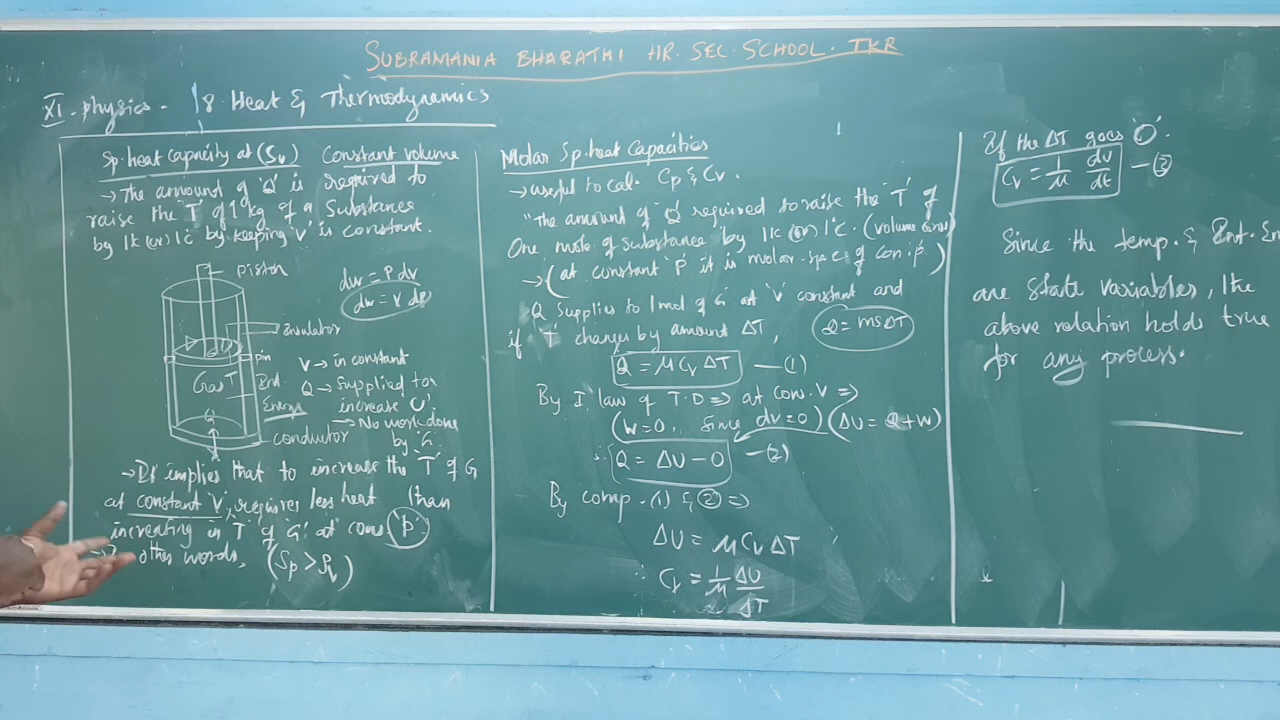 SUBRAMANIA BHARATHI HR. SEC. SCHOOL. TKR
XI - physics - 8. Heat & Thermodynamics
Sp. heat capacity at (Sv) Constant volume
→ The amount of 'Q' is required to
raise the 'T' of 1 kg of a Substance
by 1k (or) 1°c by keeping 'V' is constant.
piston
dw = P dv
dw = V dp
Insulator
pin
Gas T
Int.
Energy
conductor
V → is constant
Q → Supplied to
increase 'U'.
→ No work done
by 'G'.
→ It implies that to increase the 'T' of G
at constant 'V', requires less heat than
increasing in 'T' of 'G' at cons 'p'
other words, (Sp > Sv)
Molar Sp. heat Capacities
→ useful to cal. Cp & Cv.
"The amount of 'Q' required to raise the 'T' of
One mole of substance by 1k (or) 1°c. (volume
→ (at constant 'P' it is molar spec of con. p.)
Q Supplies to 1 mol of G at 'V' constant and
if 'T' changes by amount ΔT,
Q = ms ΔT
Q = μ Cv ΔT —(1)
By I law of T.D ⇒ at cons. V ⇒
(W=0, Since dv=0) (ΔU = Q+W)
∴ Q = ΔU − 0 —(2)
By comp. (1) & (2) ⇒
ΔU = μ Cv ΔT
∴ Cv = 1/μ ΔU/ΔT
If the ΔT goes '0'.
Cv = 1/μ dv/dt —(3)
Since the temp. & Int. En
are state variables, the
above relation holds true
for any process.